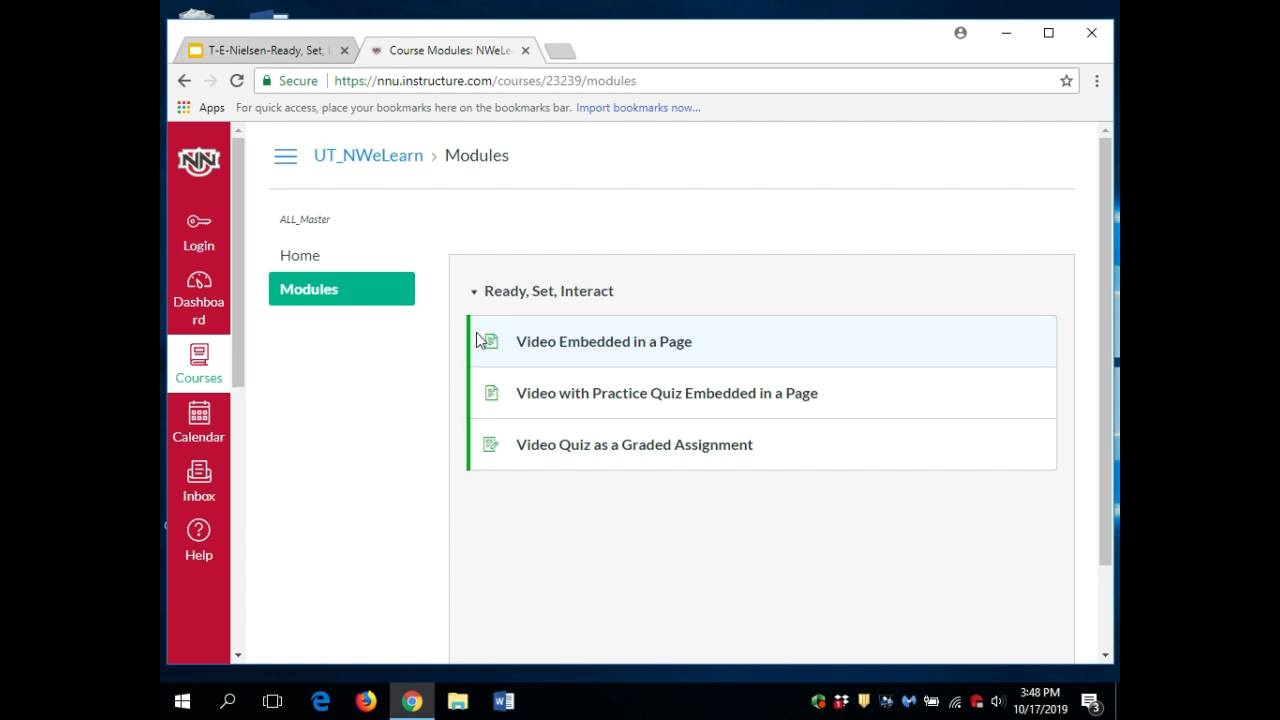 T-E-Nielsen-Ready, Set, I
Course Modules: NWeLe
Secure
https://nnu.instructure.com/courses/23239/modules
Apps
For quick access, place your bookmarks here on the bookmarks bar. Import bookmarks now...
NNU
UT_NWeLearn › Modules
ALL_Master
Login
Home
Dashboa
rd
Modules
Ready, Set, Interact
Video Embedded in a Page
Courses
Video with Practice Quiz Embedded in a Page
Calendar
Video Quiz as a Graded Assignment
Inbox
Help
3:48 PM
10/17/2019
3